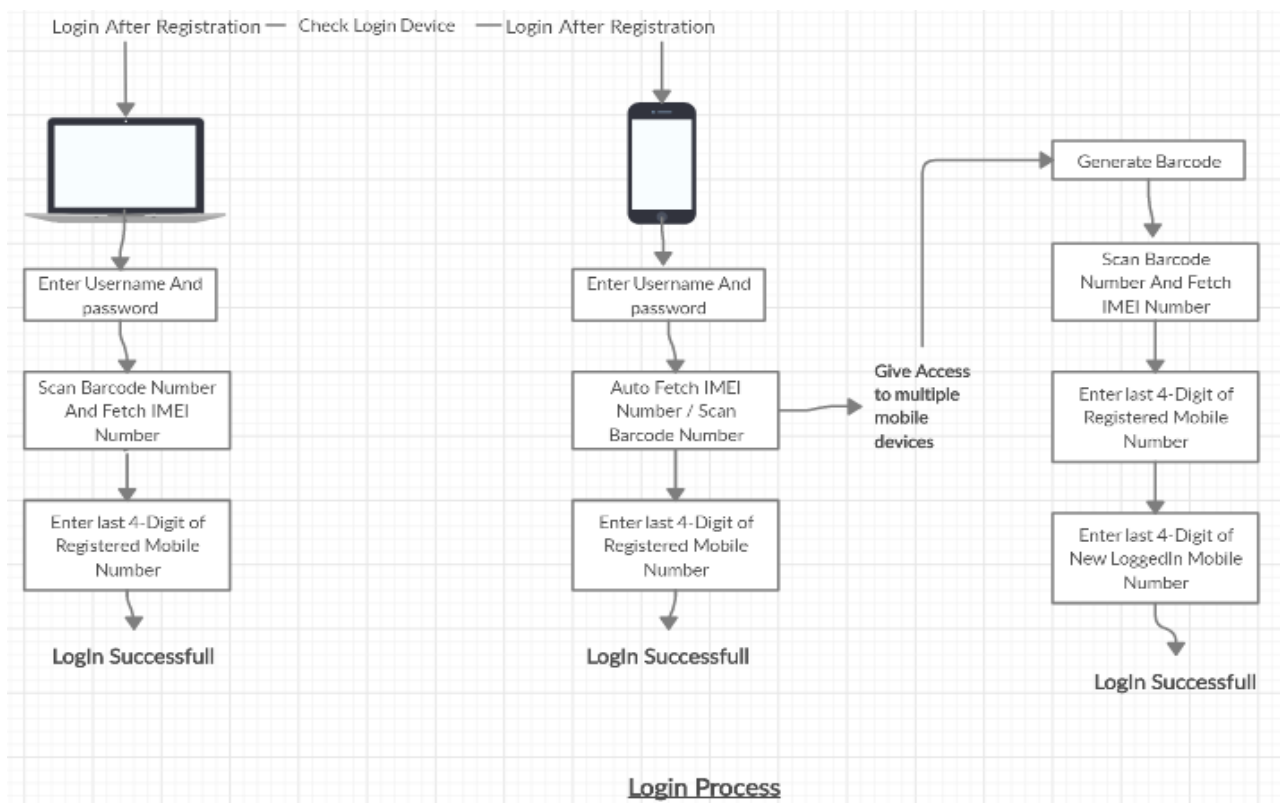 Login After Registration
Check Login Device
Login After Registration
Enter Username And
password
Scan Barcode Number
And Fetch IMEI
Number
Enter last 4-Digit of
Registered Mobile
Number
LogIn Successfull
Enter Username And
password
Auto Fetch IMEI
Number / Scan
Barcode Number
Enter last 4-Digit of
Registered Mobile
Number
LogIn Successfull
Give Access
to multiple
mobile
devices
Generate Barcode
Scan Barcode
Number And Fetch
IMEI Number
Enter last 4-Digit of
Registered Mobile
Number
Enter last 4-Digit of
New LoggedIn Mobile
Number
LogIn Successfull
Login Process